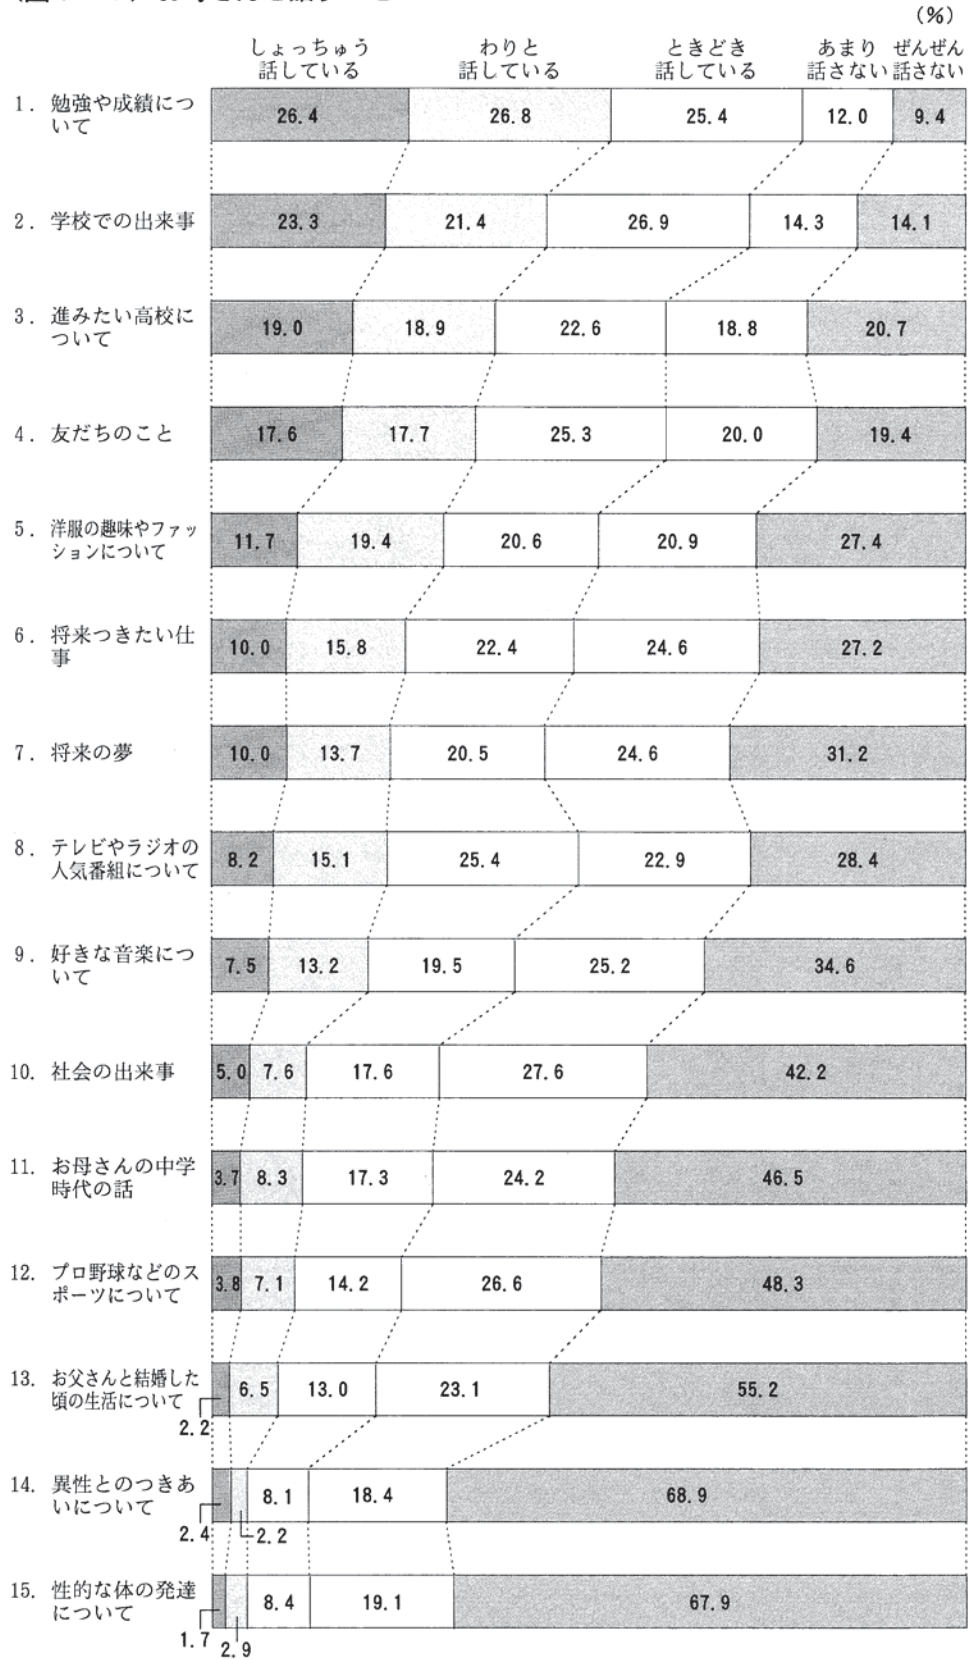 (%)
しょっちゅう わりと ときどき あまり ぜんぜん
話している 話している 話している 話さない 話さない
1. 勉強や成績につ 26.4 26.8 25.4 12.0 9.4
いて
2. 学校での出来事 23.3 21.4 26.9 14.3 14.1
3. 進みたい高校に 19.0 18.9 22.6 18.8 20.7
ついて
4. 友だちのこと 17.6 17.7 25.3 20.0 19.4
5. 洋服の趣味やファッ 11.7 19.4 20.6 20.9 27.4
ションについて
6. 将来つきたい仕 10.0 15.8 22.4 24.6 27.2
事
7. 将来の夢 10.0 13.7 20.5 24.6 31.2
8. テレビやラジオの 8.2 15.1 25.4 22.9 28.4
人気番組について
9. 好きな音楽につ 7.5 13.2 19.5 25.2 34.6
いて
10. 社会の出来事 5.0 7.6 17.6 27.6 42.2
11. お母さんの中学 3.7 8.3 17.3 24.2 46.5
時代の話
12. プロ野球などのス 3.8 7.1 14.2 26.6 48.3
ポーツについて
13. お父さんと結婚した 6.5 13.0 23.1 55.2
頃の生活について
2.2
14. 異性とのつきあ 8.1 18.4 68.9
いについて
2.4 2.2
15. 性的な体の発達 8.4 19.1 67.9
について
1.7 2.9